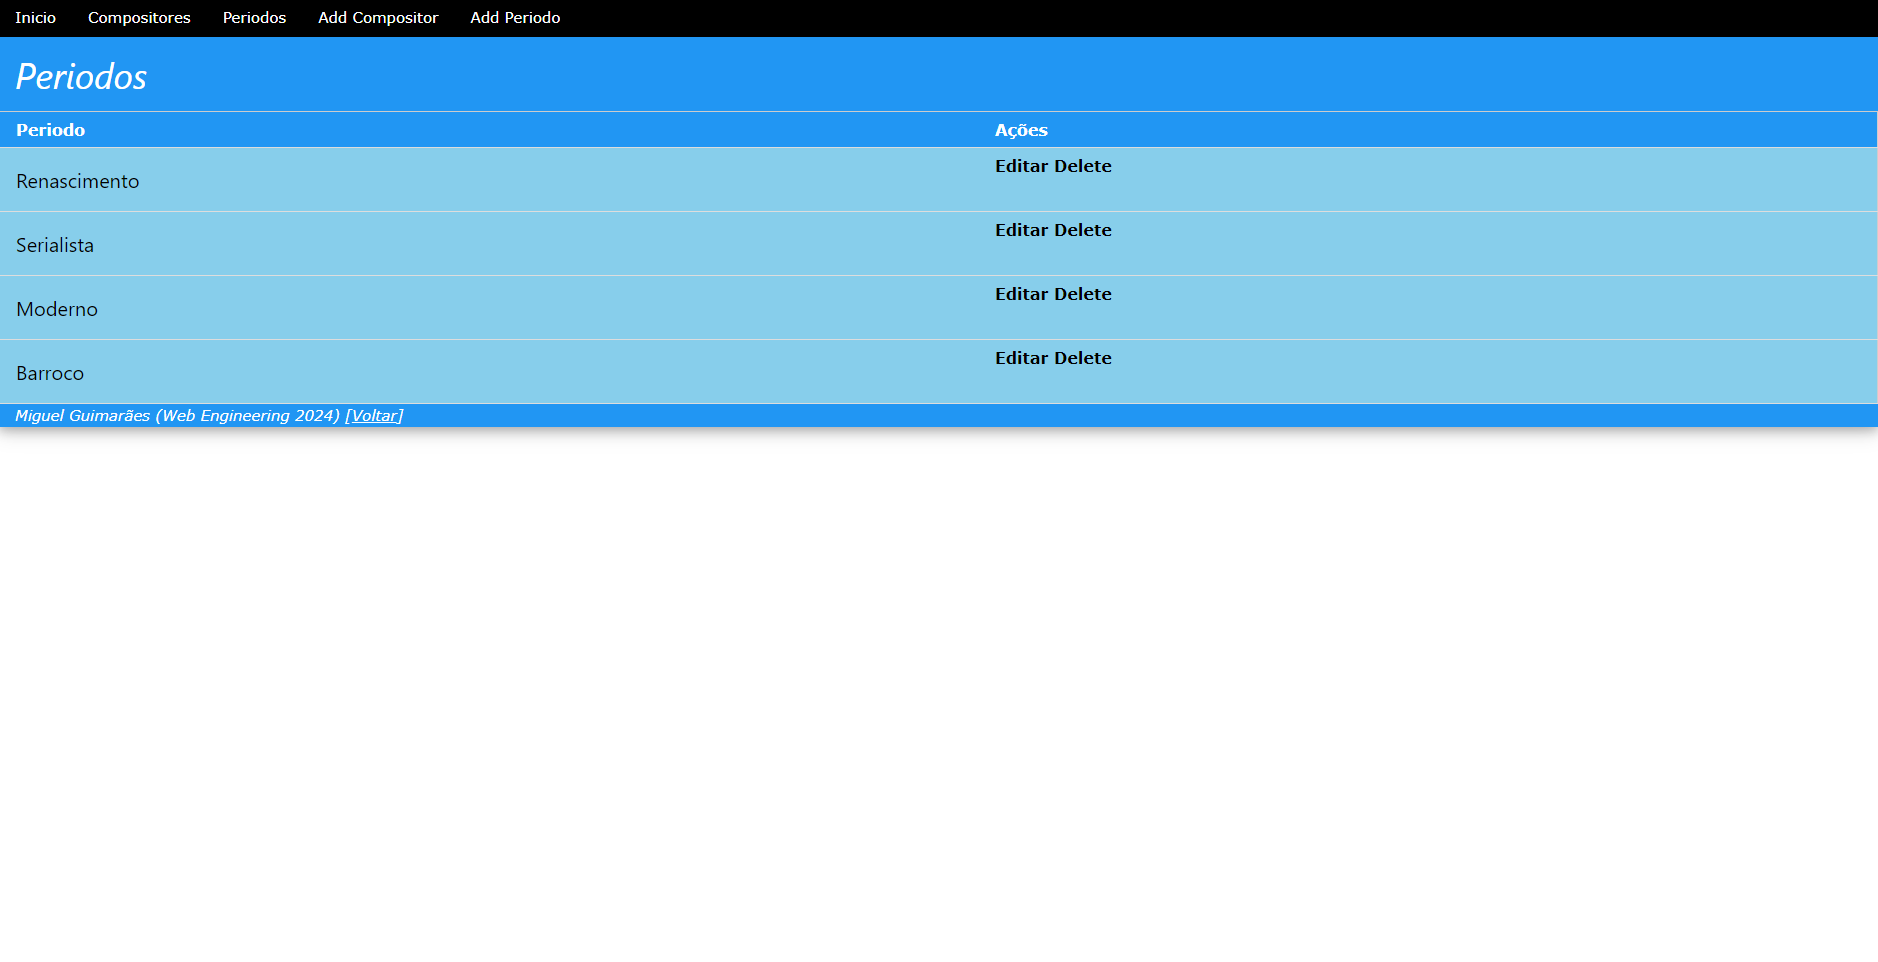 Inicio Compositores Periodos Add Compositor Add Periodo
Periodos
Periodo Ações
Renascimento Editar Delete
Serialista Editar Delete
Moderno Editar Delete
Barroco Editar Delete
Miguel Guimarães (Web Engineering 2024) [Voltar]